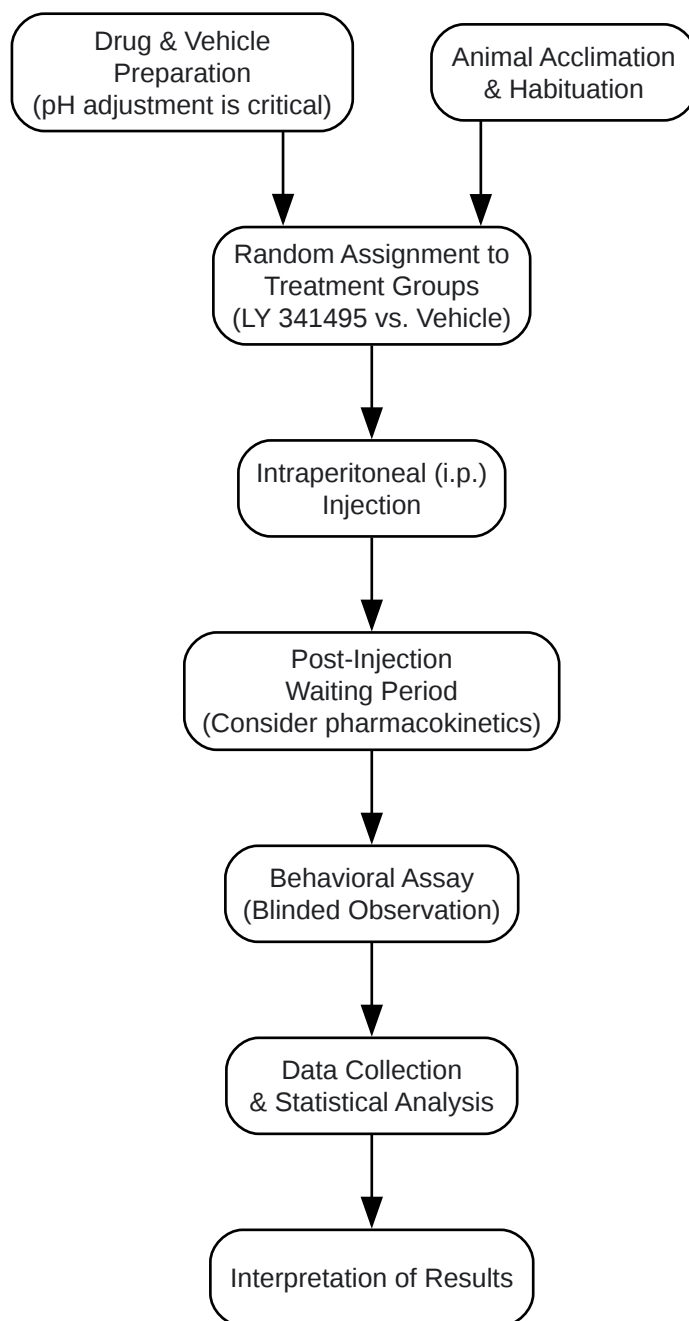 Drug & Vehicle
Preparation
(pH adjustment is critical)
Animal Acclimation
& Habituation
Random Assignment to
Treatment Groups
(LY 341495 vs. Vehicle)
Intraperitoneal (i.p.)
Injection
Post-Injection
Waiting Period
(Consider pharmacokinetics)
Behavioral Assay
(Blinded Observation)
Data Collection
& Statistical Analysis
Interpretation of Results